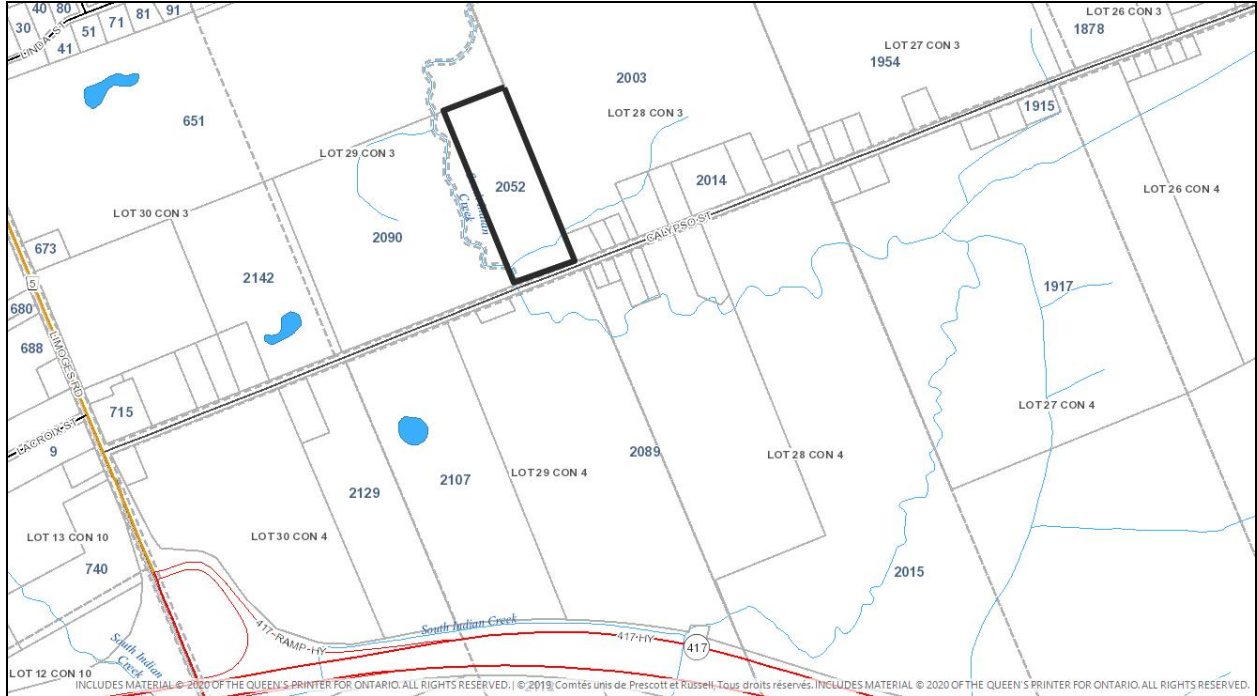 40 80
30 51 71 81 91
41
LINDA ST
LOT 26 CON 3
1878
LOT 27 CON 3
1954
2003
LOT 28 CON 3
1915
651
LOT 29 CON 3
2052
Creek
2014
LOT 26 CON 4
LOT 30 CON 3
2090
CALYPSO ST
673
2142
5
1917
680
688
LIMOGES RD
715
LACROIX ST
9
LOT 27 CON 4
2089
LOT 28 CON 4
2129
2107
LOT 29 CON 4
LOT 13 CON 10
740
LOT 30 CON 4
2015
417-RAMP-HY
South Indian Creek
417-HY
417
South Indian
Creek
LOT 12 CON 10
INCLUDES MATERIAL © 2020 OF THE QUEEN'S PRINTER FOR ONTARIO. ALL RIGHTS RESERVED. | © 2019 Comtés unis de Prescott et Russell, Tous droits réservés. INCLUDES MATERIAL © 2020 OF THE QUEEN'S PRINTER FOR ONTARIO. ALL RIGHTS RESERVED.